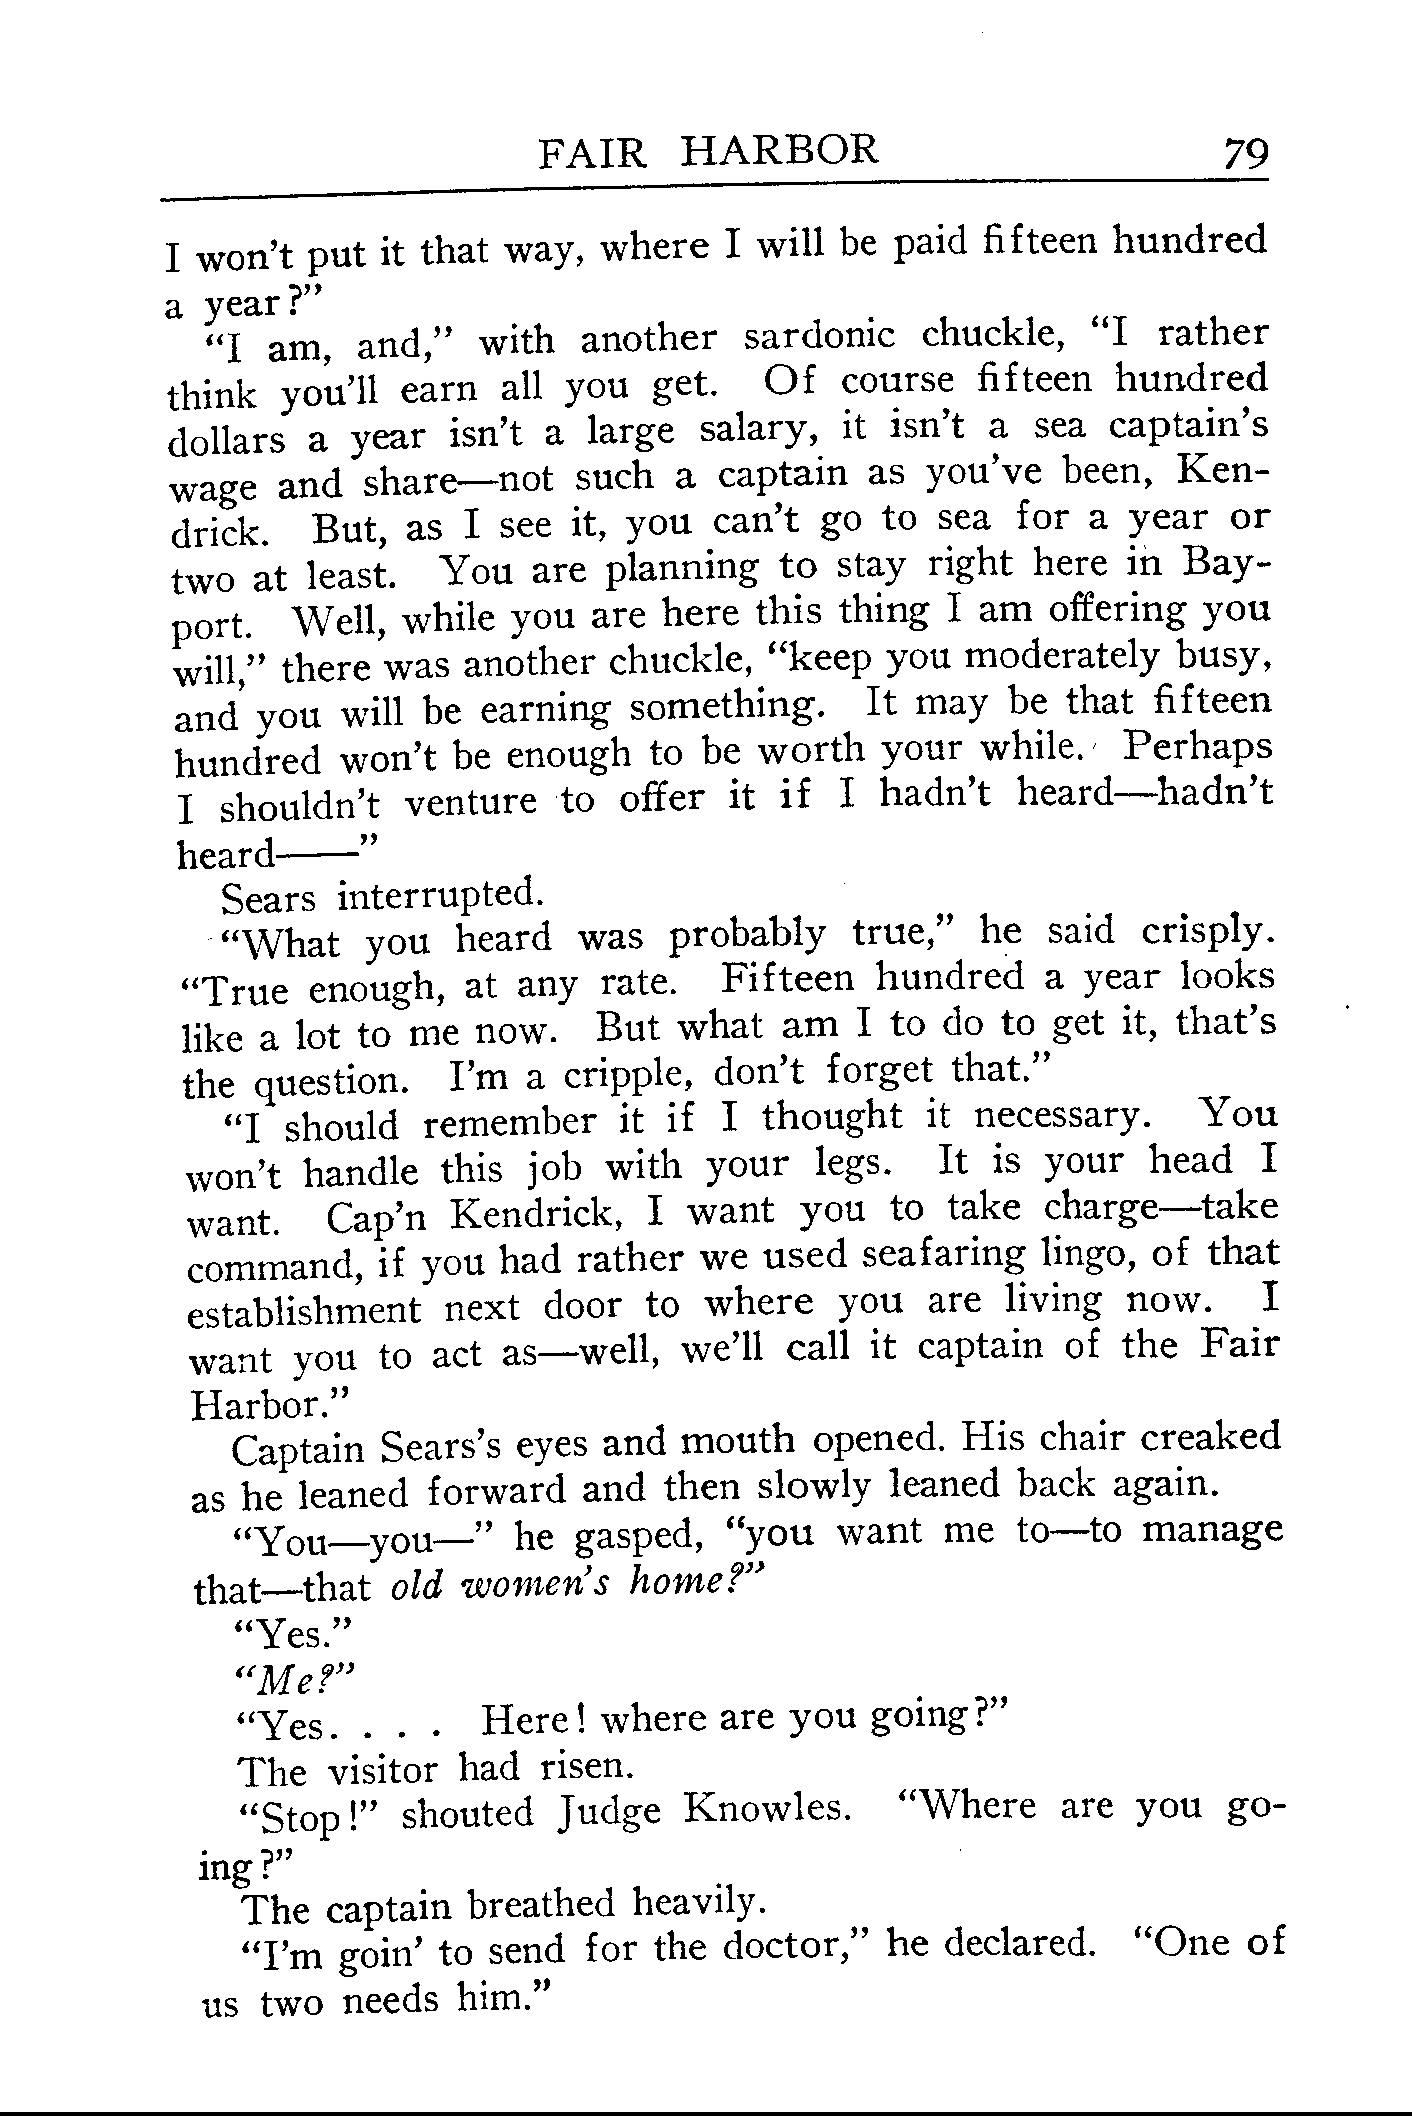 FAIR HARBOR 79
I won't put it that way, where I will be paid fifteen hundred
a year?”
“I am, and,” with another sardonic chuckle, “I rather
think you'll earn all you get. Of course fifteen hundred
dollars a year isn't a large salary, it isn't a sea captain's
wage and share—not such a captain as you've been, Ken-
drick. But, as I see it, you can't go to sea for a year or
two at least. You are planning to stay right here in Bay-
port. Well, while you are here this thing I am offering you
will,” there was another chuckle, “keep you moderately busy,
and you will be earning something. It may be that fifteen
hundred won't be enough to be worth your while. Perhaps
I shouldn't venture to offer it if I hadn't heard—hadn't
heard——”
Sears interrupted.
“What you heard was probably true,” he said crisply.
“True enough, at any rate. Fifteen hundred a year looks
like a lot to me now. But what am I to do to get it, that's
the question. I'm a cripple, don't forget that.”
“I should remember it if I thought it necessary. You
won't handle this job with your legs. It is your head I
want. Cap'n Kendrick, I want you to take charge—take
command, if you had rather we used seafaring lingo, of that
establishment next door to where you are living now. I
want you to act as—well, we'll call it captain of the Fair
Harbor.”
Captain Sears's eyes and mouth opened. His chair creaked
as he leaned forward and then slowly leaned back again.
“You—you—” he gasped, “you want me to—to manage
that—that old women's home?”
“Yes.”
“Me?”
“Yes. . . . Here! where are you going?”
The visitor had risen.
“Stop!” shouted Judge Knowles. “Where are you go-
ing?”
The captain breathed heavily.
“I'm goin' to send for the doctor,” he declared. “One of
us two needs him.”